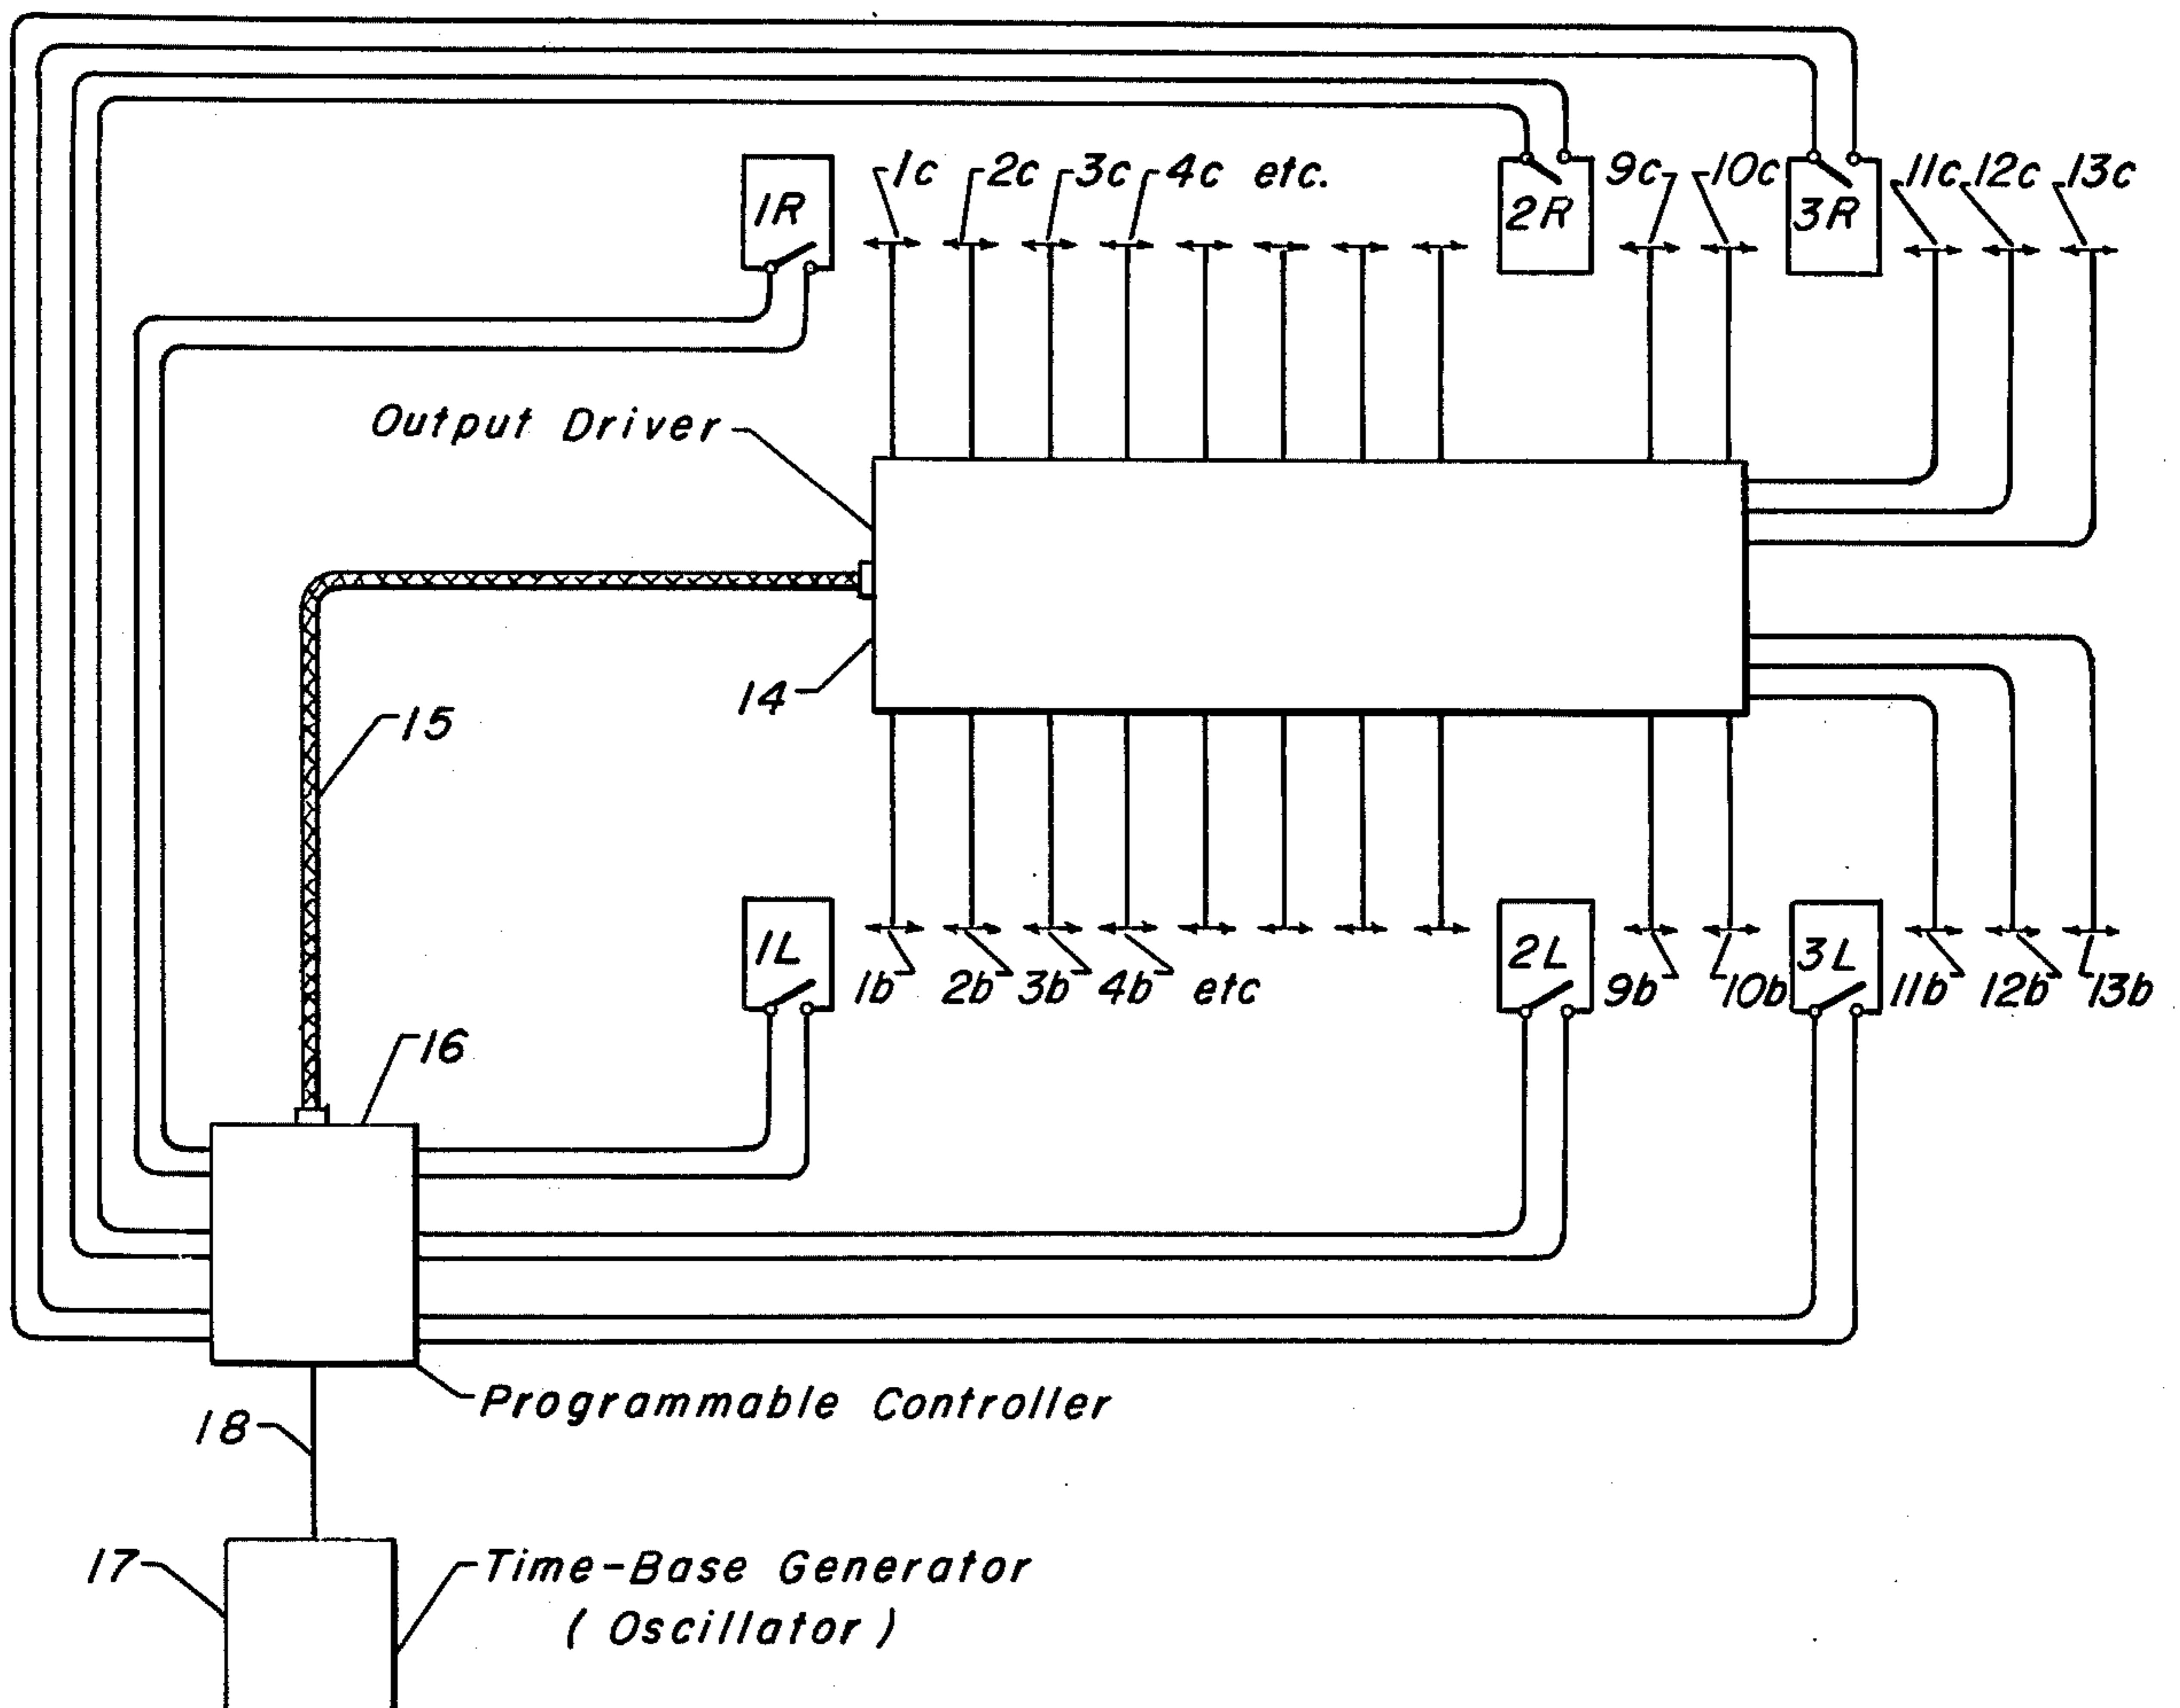 1R
1c
2c
3c
4c etc.
2R
9c
10c
3R
11c
12c
13c
Output Driver
14
15
1L
1b
2b
3b
4b etc
2L
9b
10b
3L
11b
12b
13b
16
Programmable Controller
18
17
Time-Base Generator
(Oscillator)